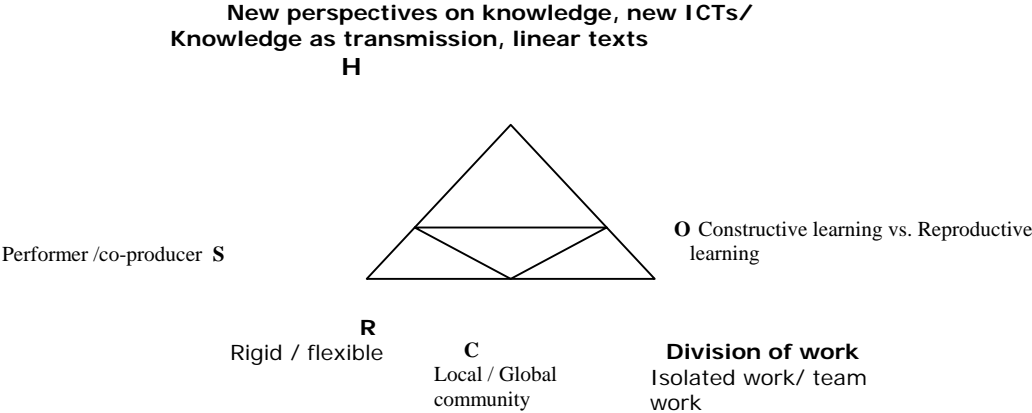 New perspectives on knowledge, new ICTs/
Knowledge as transmission, linear texts
H
Performer /co-producer S
O Constructive learning vs. Reproductive
learning
R
Rigid / flexible
C
Local / Global
community
Division of work
Isolated work/ team
work